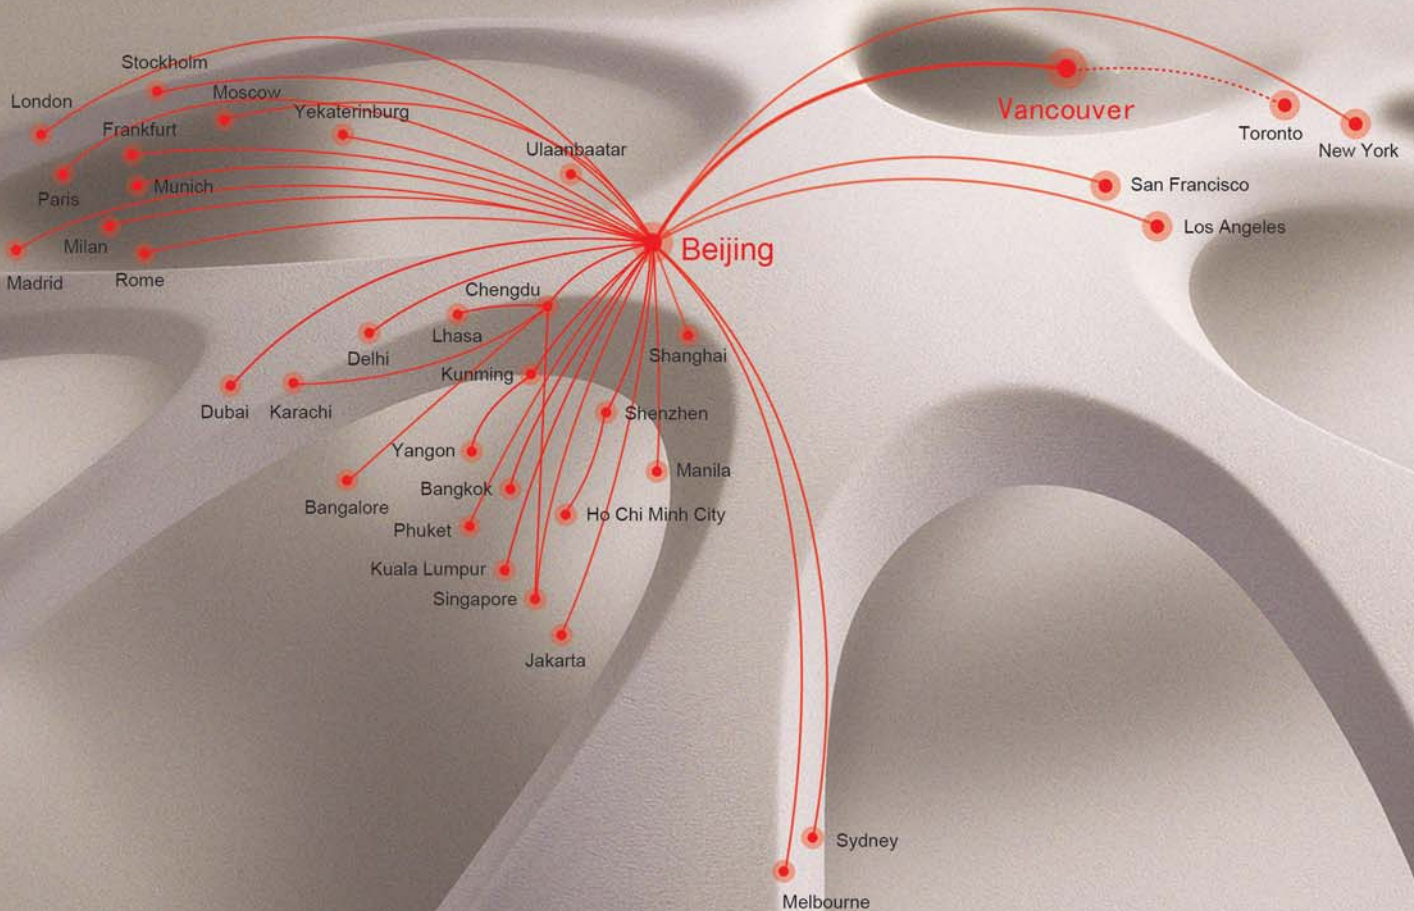 Stockholm
London
Moscow
Yekaterinburg
Frankfurt
Ulaanbaatar
Paris
Munich
Milan
Madrid
Rome
Vancouver
Toronto
New York
San Francisco
Los Angeles
Beijing
Chengdu
Lhasa
Delhi
Shanghai
Kunming
Dubai
Karachi
Shenzhen
Yangon
Manila
Bangkok
Bangalore
Ho Chi Minh City
Phuket
Kuala Lumpur
Singapore
Jakarta
Sydney
Melbourne